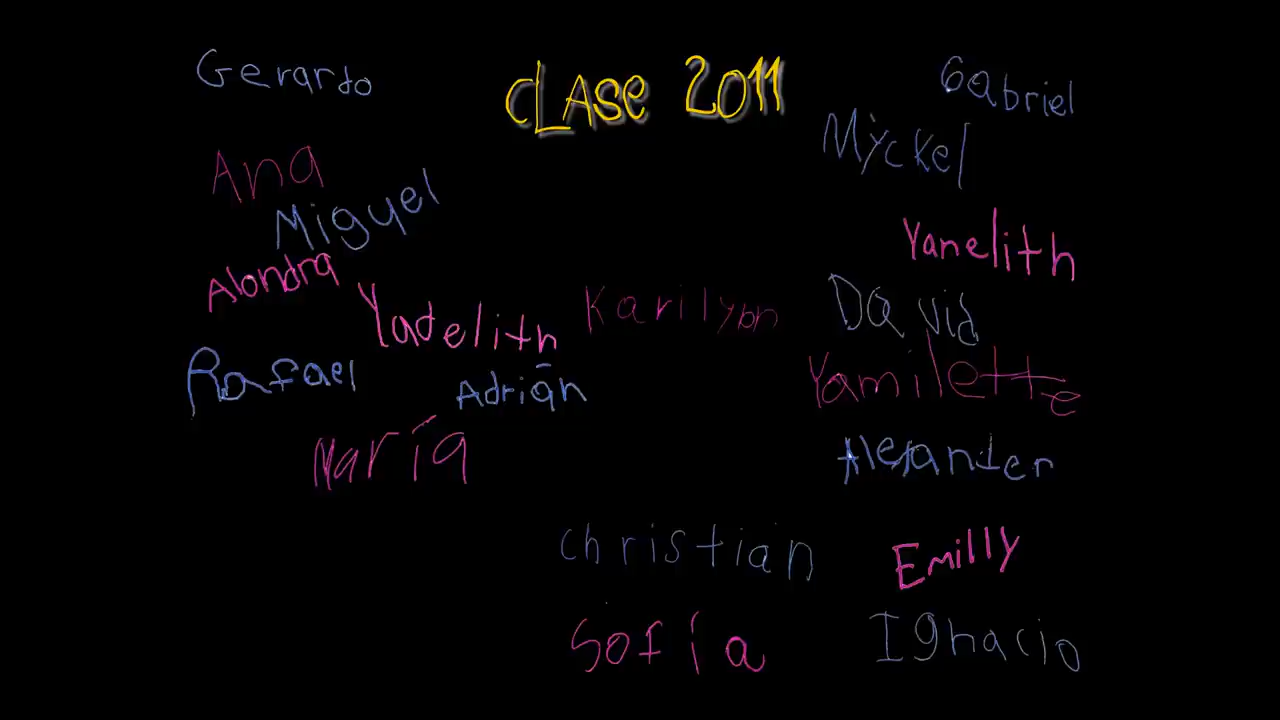 Gerardo
CLASE 2011
Gabriel
Myckel
Ana
Miguel
Yanelith
Alondra
Yadelith
Karilyon
David
Rafael
Adrián
Yamilette
María
Alexander
Christian
Emilly
Sofía
Ignacio